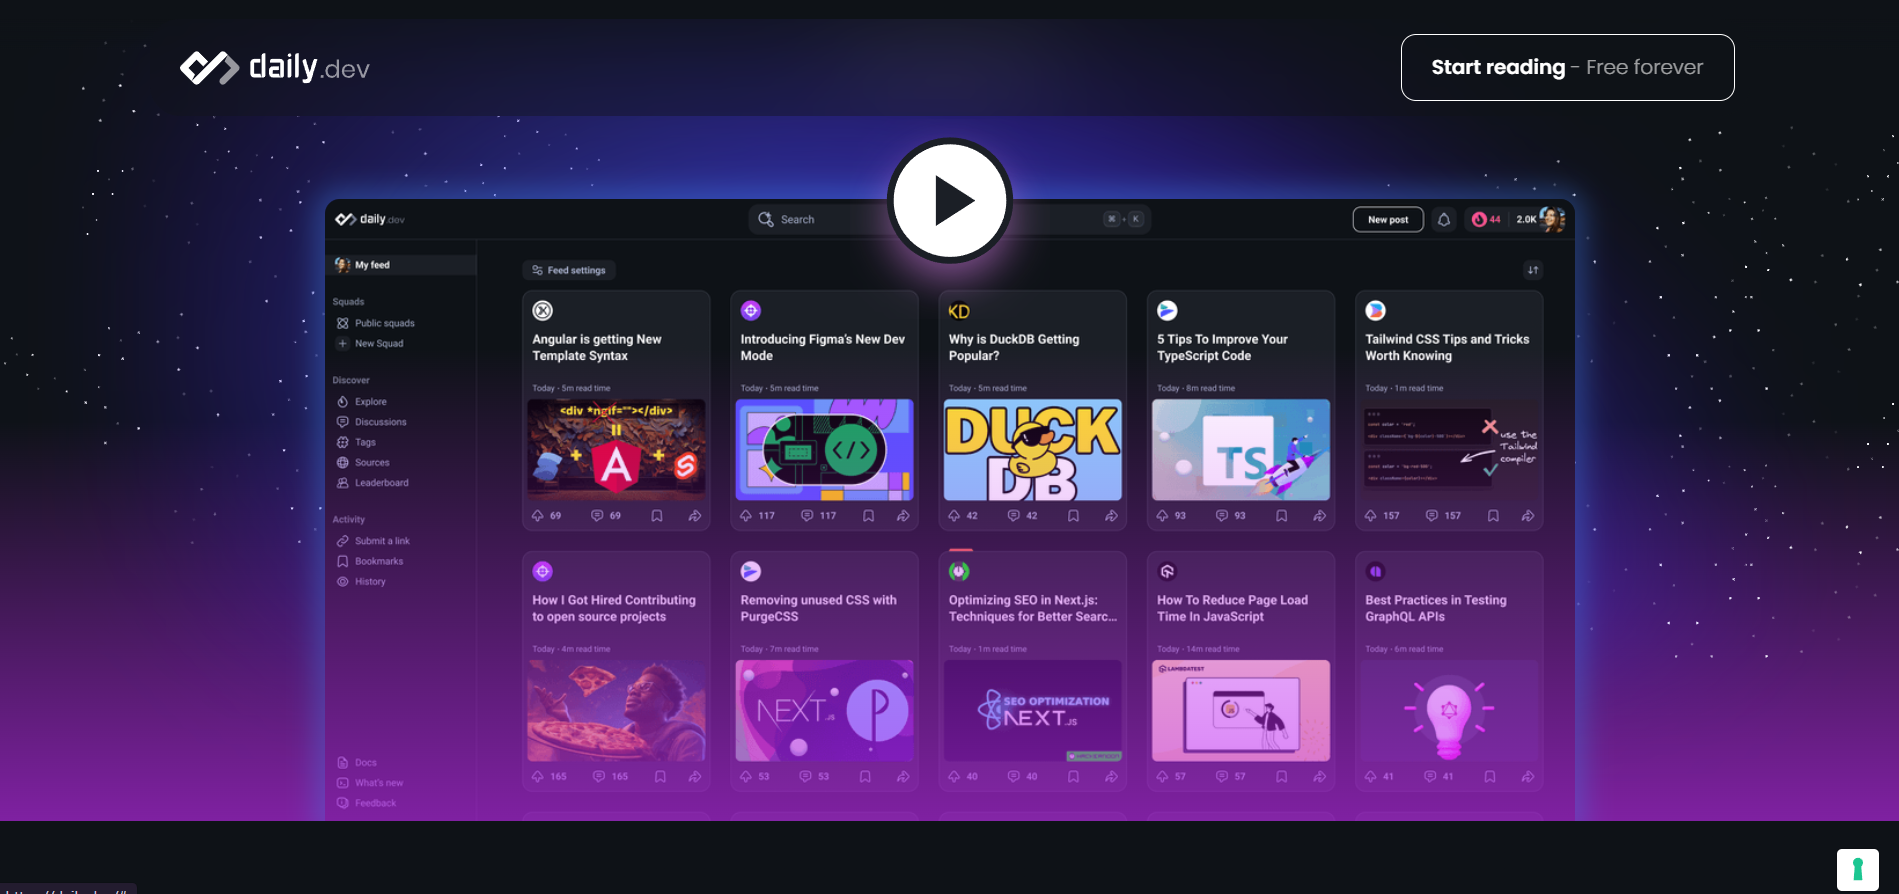 daily.dev
Start reading - Free forever
daily.dev
Search
⌘ + K
New post
44
2.0K
My feed
Squads
Public squads
New Squad
Discover
Explore
Discussions
Tags
Sources
Leaderboard
Activity
Submit a link
Bookmarks
History
Docs
What's new
Feedback
Feed settings
Angular is getting New
Template Syntax
Today - 5m read time
<div *ngif=""></div>
A
69 69
Introducing Figma's New Dev
Mode
Today - 5m read time
</>
117 117
KD
Why is DuckDB Getting
Popular?
Today - 5m read time
DUCK
DB
42 42
5 Tips To Improve Your
TypeScript Code
Today - 8m read time
TS
93 93
Tailwind CSS Tips and Tricks
Worth Knowing
Today - 1m read time
use the
Tailwind
compiler
157 157
How I Got Hired Contributing
to open source projects
Today - 4m read time
165 165
Removing unused CSS with
PurgeCSS
Today - 7m read time
NEXT.JS
P
53 53
Optimizing SEO in Next.js:
Techniques for Better Searc...
Today - 1m read time
SEO OPTIMIZATION
NEXT.JS
HACKERNOON
40 40
How To Reduce Page Load
Time In JavaScript
Today - 14m read time
LAMBDATEST
57 57
Best Practices in Testing
GraphQL APIs
Today - 6m read time
41 41